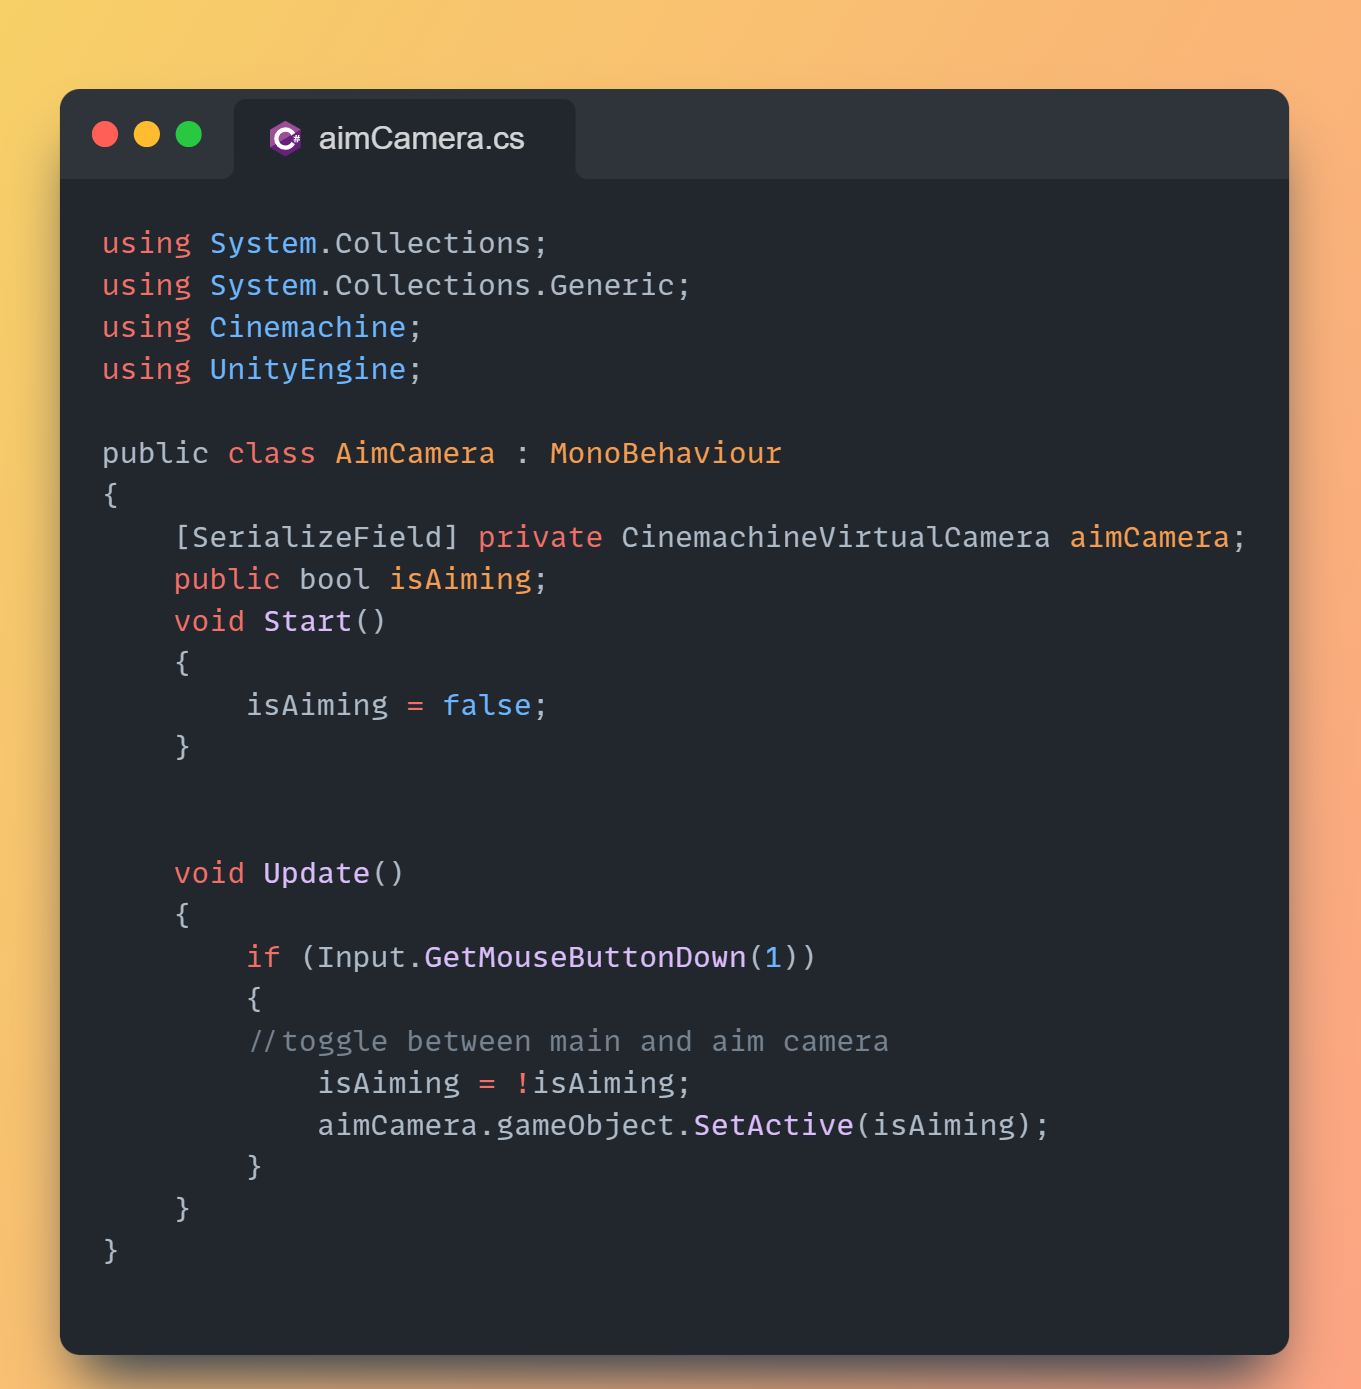 aimCamera.cs
using System.Collections;
using System.Collections.Generic;
using Cinemachine;
using UnityEngine;
public class AimCamera : MonoBehaviour
{
    [SerializeField] private CinemachineVirtualCamera aimCamera;
    public bool isAiming;
    void Start()
    {
        isAiming = false;
    }
    void Update()
    {
        if (Input.GetMouseButtonDown(1))
        {
        //toggle between main and aim camera
            isAiming = !isAiming;
            aimCamera.gameObject.SetActive(isAiming);
        }
    }
}